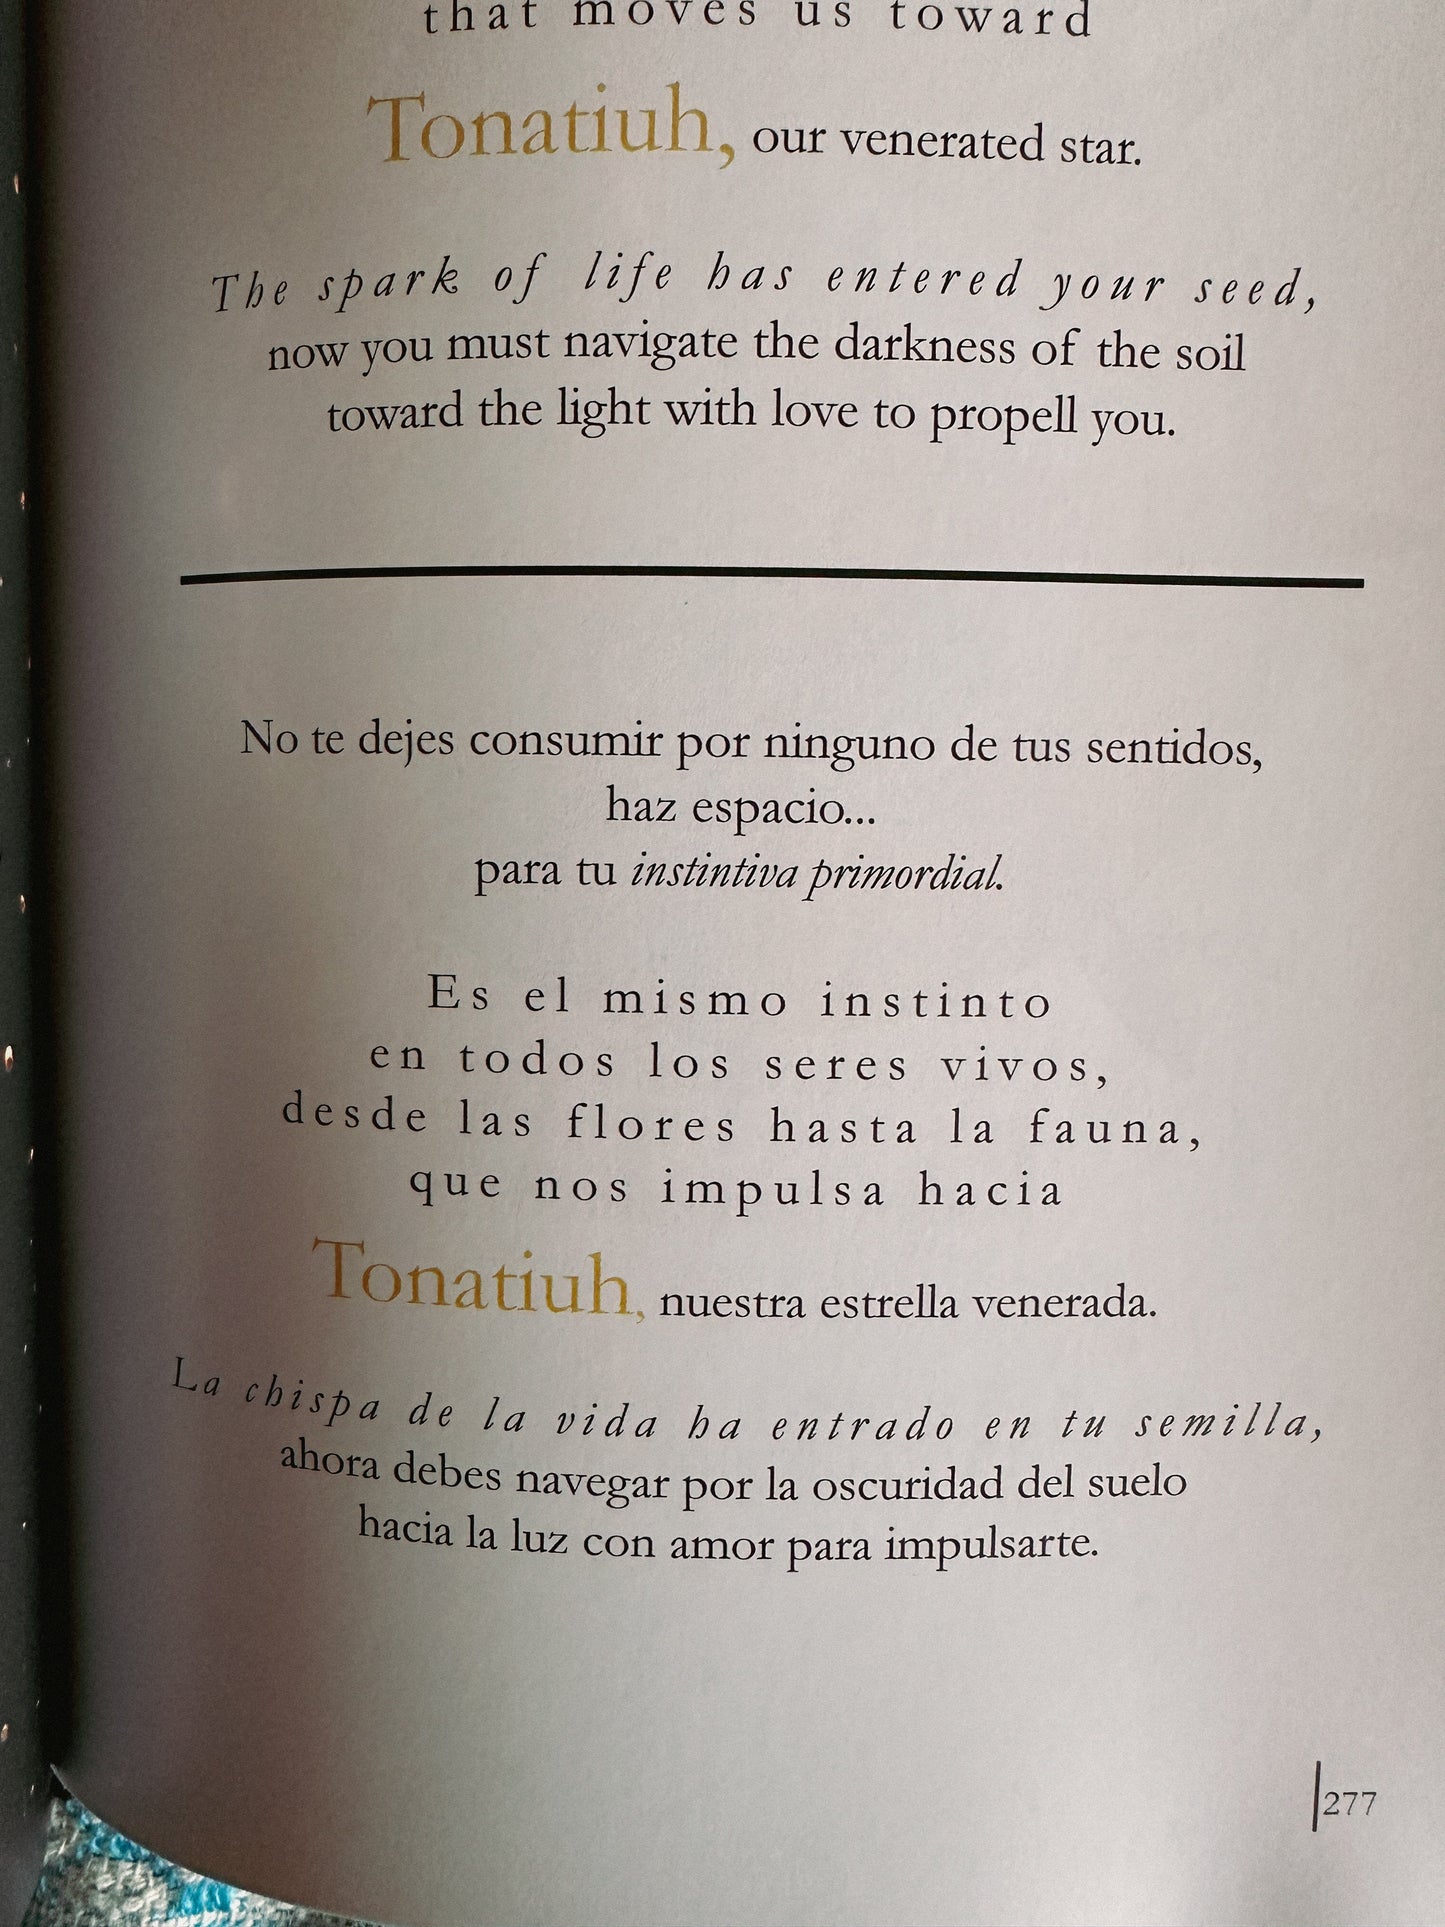 that moves us toward
Tonatiuh, our venerated star.
The spark of life has entered your seed,
now you must navigate the darkness of the soil
toward the light with love to propell you.
No te dejes consumir por ninguno de tus sentidos,
haz espacio...
para tu instintiva primordial.
Es el mismo instinto
en todos los seres vivos,
desde las flores hasta la fauna,
que nos impulsa hacia
Tonatiuh, nuestra estrella venerada.
La chispa de la vida ha entrado en tu semilla,
ahora debes navegar por la oscuridad del suelo
hacia la luz con amor para impulsarte.
277